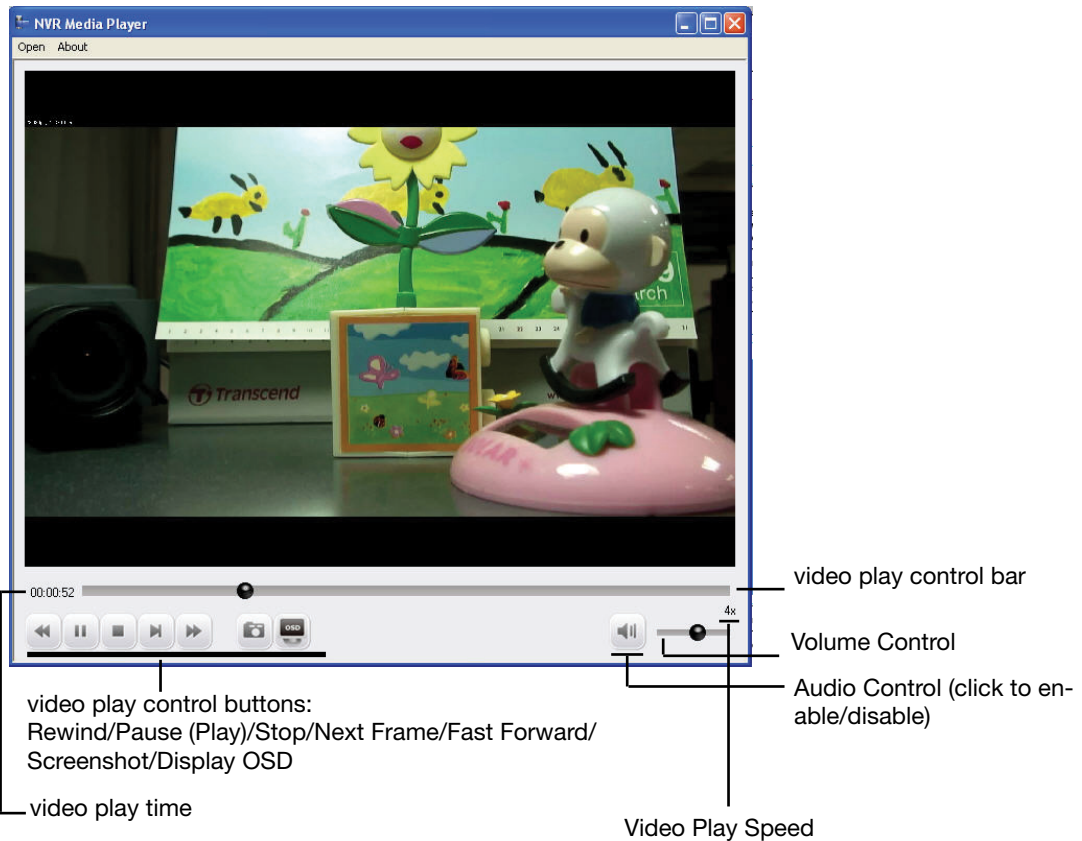 NVR Media Player
Open About
Transcend
arch
00:00:52
4x
OSD
video play control bar
Volume Control
Audio Control (click to en-
able/disable)
video play control buttons:
Rewind/Pause (Play)/Stop/Next Frame/Fast Forward/
Screenshot/Display OSD
video play time
Video Play Speed